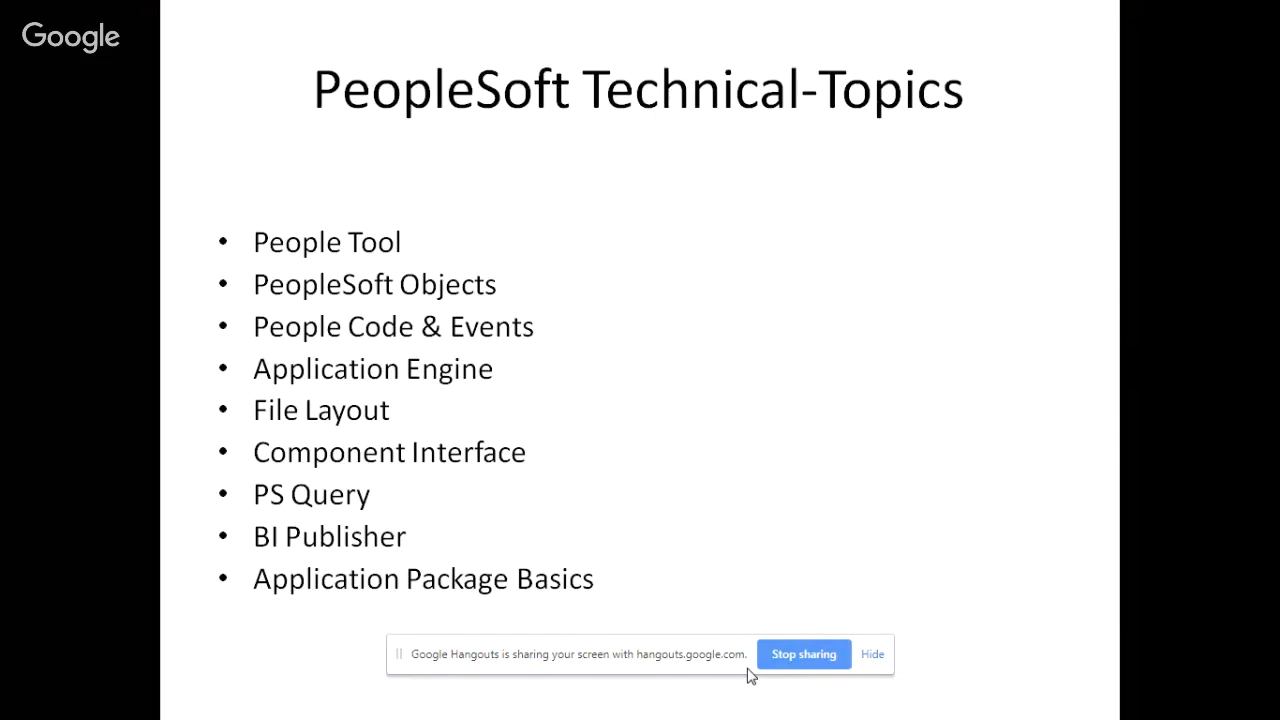 Google
PeopleSoft Technical-Topics
• People Tool
• PeopleSoft Objects
• People Code & Events
• Application Engine
• File Layout
• Component Interface
• PS Query
• BI Publisher
• Application Package Basics
Google Hangouts is sharing your screen with hangouts.google.com. Stop sharing Hide